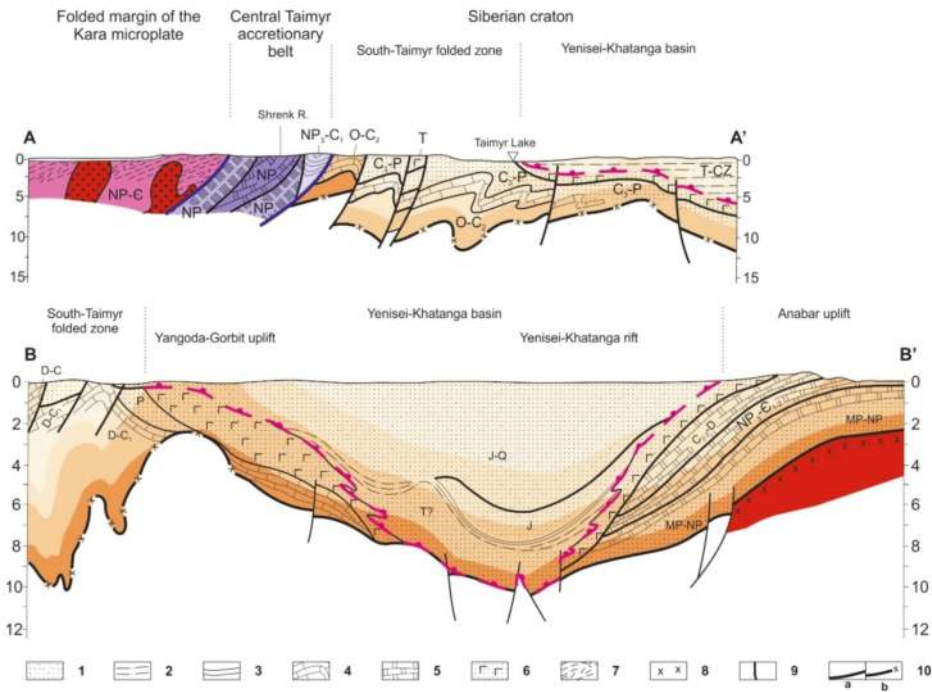 Folded margin of the
Kara microplate
Central Taimyr
accretionary
belt
Siberian craton
South-Taimyr folded zone
Yenisei-Khatanga basin
Shrenk R.
NP₃-C₁
O-C₂
T
Taimyr Lake
A
A'
0
5
10
15
0
5
10
15
NP-Є
NP
NP
NP
C₃-P
C₃-P
C₃-P
O-C₂
T-CZ
South-Taimyr
folded zone
Yenisei-Khatanga basin
Anabar uplift
Yangoda-Gorbit uplift
Yenisei-Khatanga rift
B
B'
D-C
0
2
4
6
8
10
12
0
2
4
6
8
10
12
D-C₁
D-C₁
P
T?
J-Q
J
MP-NP
MP-NP
1
2
3
4
5
6
7
8
9
a
b
10